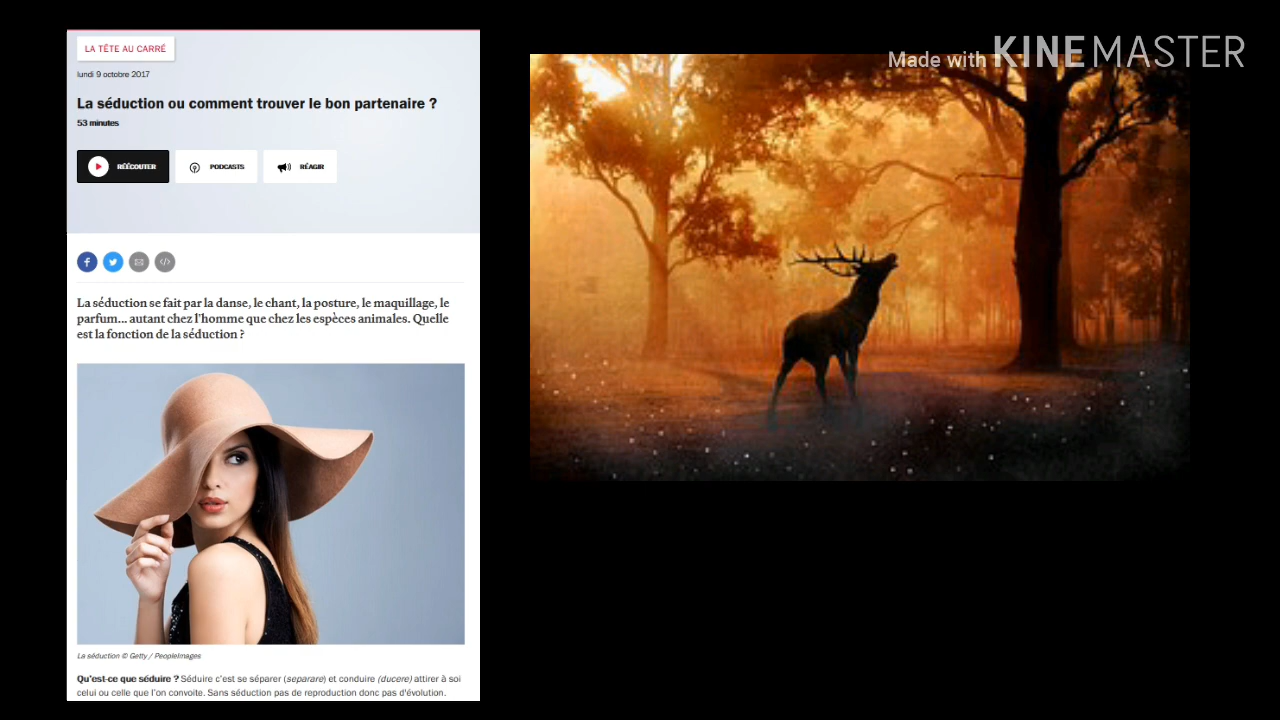 LA TÊTE AU CARRÉ
lundi 9 octobre 2017
La séduction ou comment trouver le bon partenaire ?
53 minutes
RÉÉCOUTER PODCASTS RÉAGIR
La séduction se fait par la danse, le chant, la posture, le maquillage, le
parfum... autant chez l'homme que chez les espèces animales. Quelle
est la fonction de la séduction ?
La séduction © Getty / PeopleImages
Qu'est-ce que séduire ? Séduire c'est se séparer (separare) et conduire (ducere) attirer à soi
celui ou celle que l'on convoite. Sans séduction pas de reproduction donc pas d'évolution.
Made with KINEMASTER